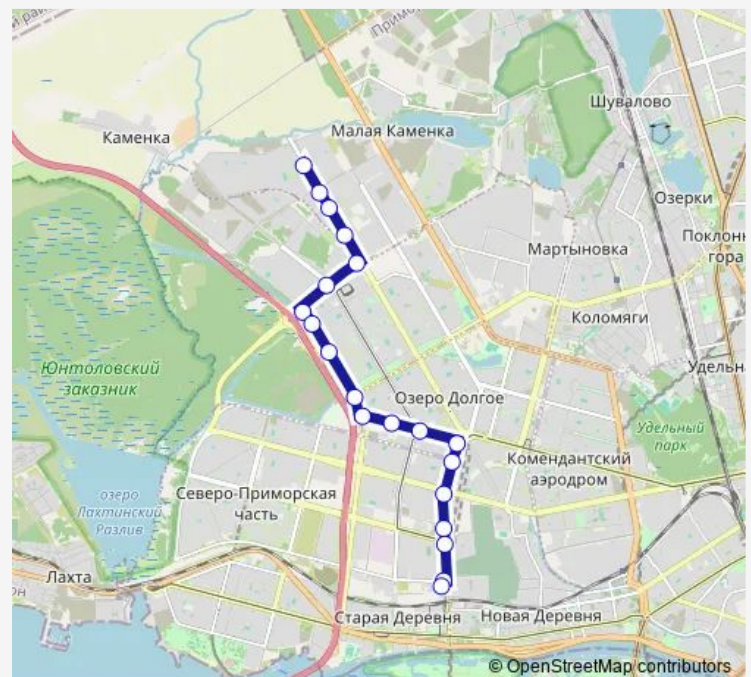 Шувалово
Каменка
Малая Каменка
Озерки
Поклонн
гора
Мартыновка
Коломяги
Юнтоловский
заказник
Удельн
Озеро Долгое
Удельный
парк
Комендантский
аэродром
озеро
Лахтинский
Разлив
Северо-Приморская
часть
Лахта
Старая Деревня
Новая Деревня
© OpenStreetMap contributors